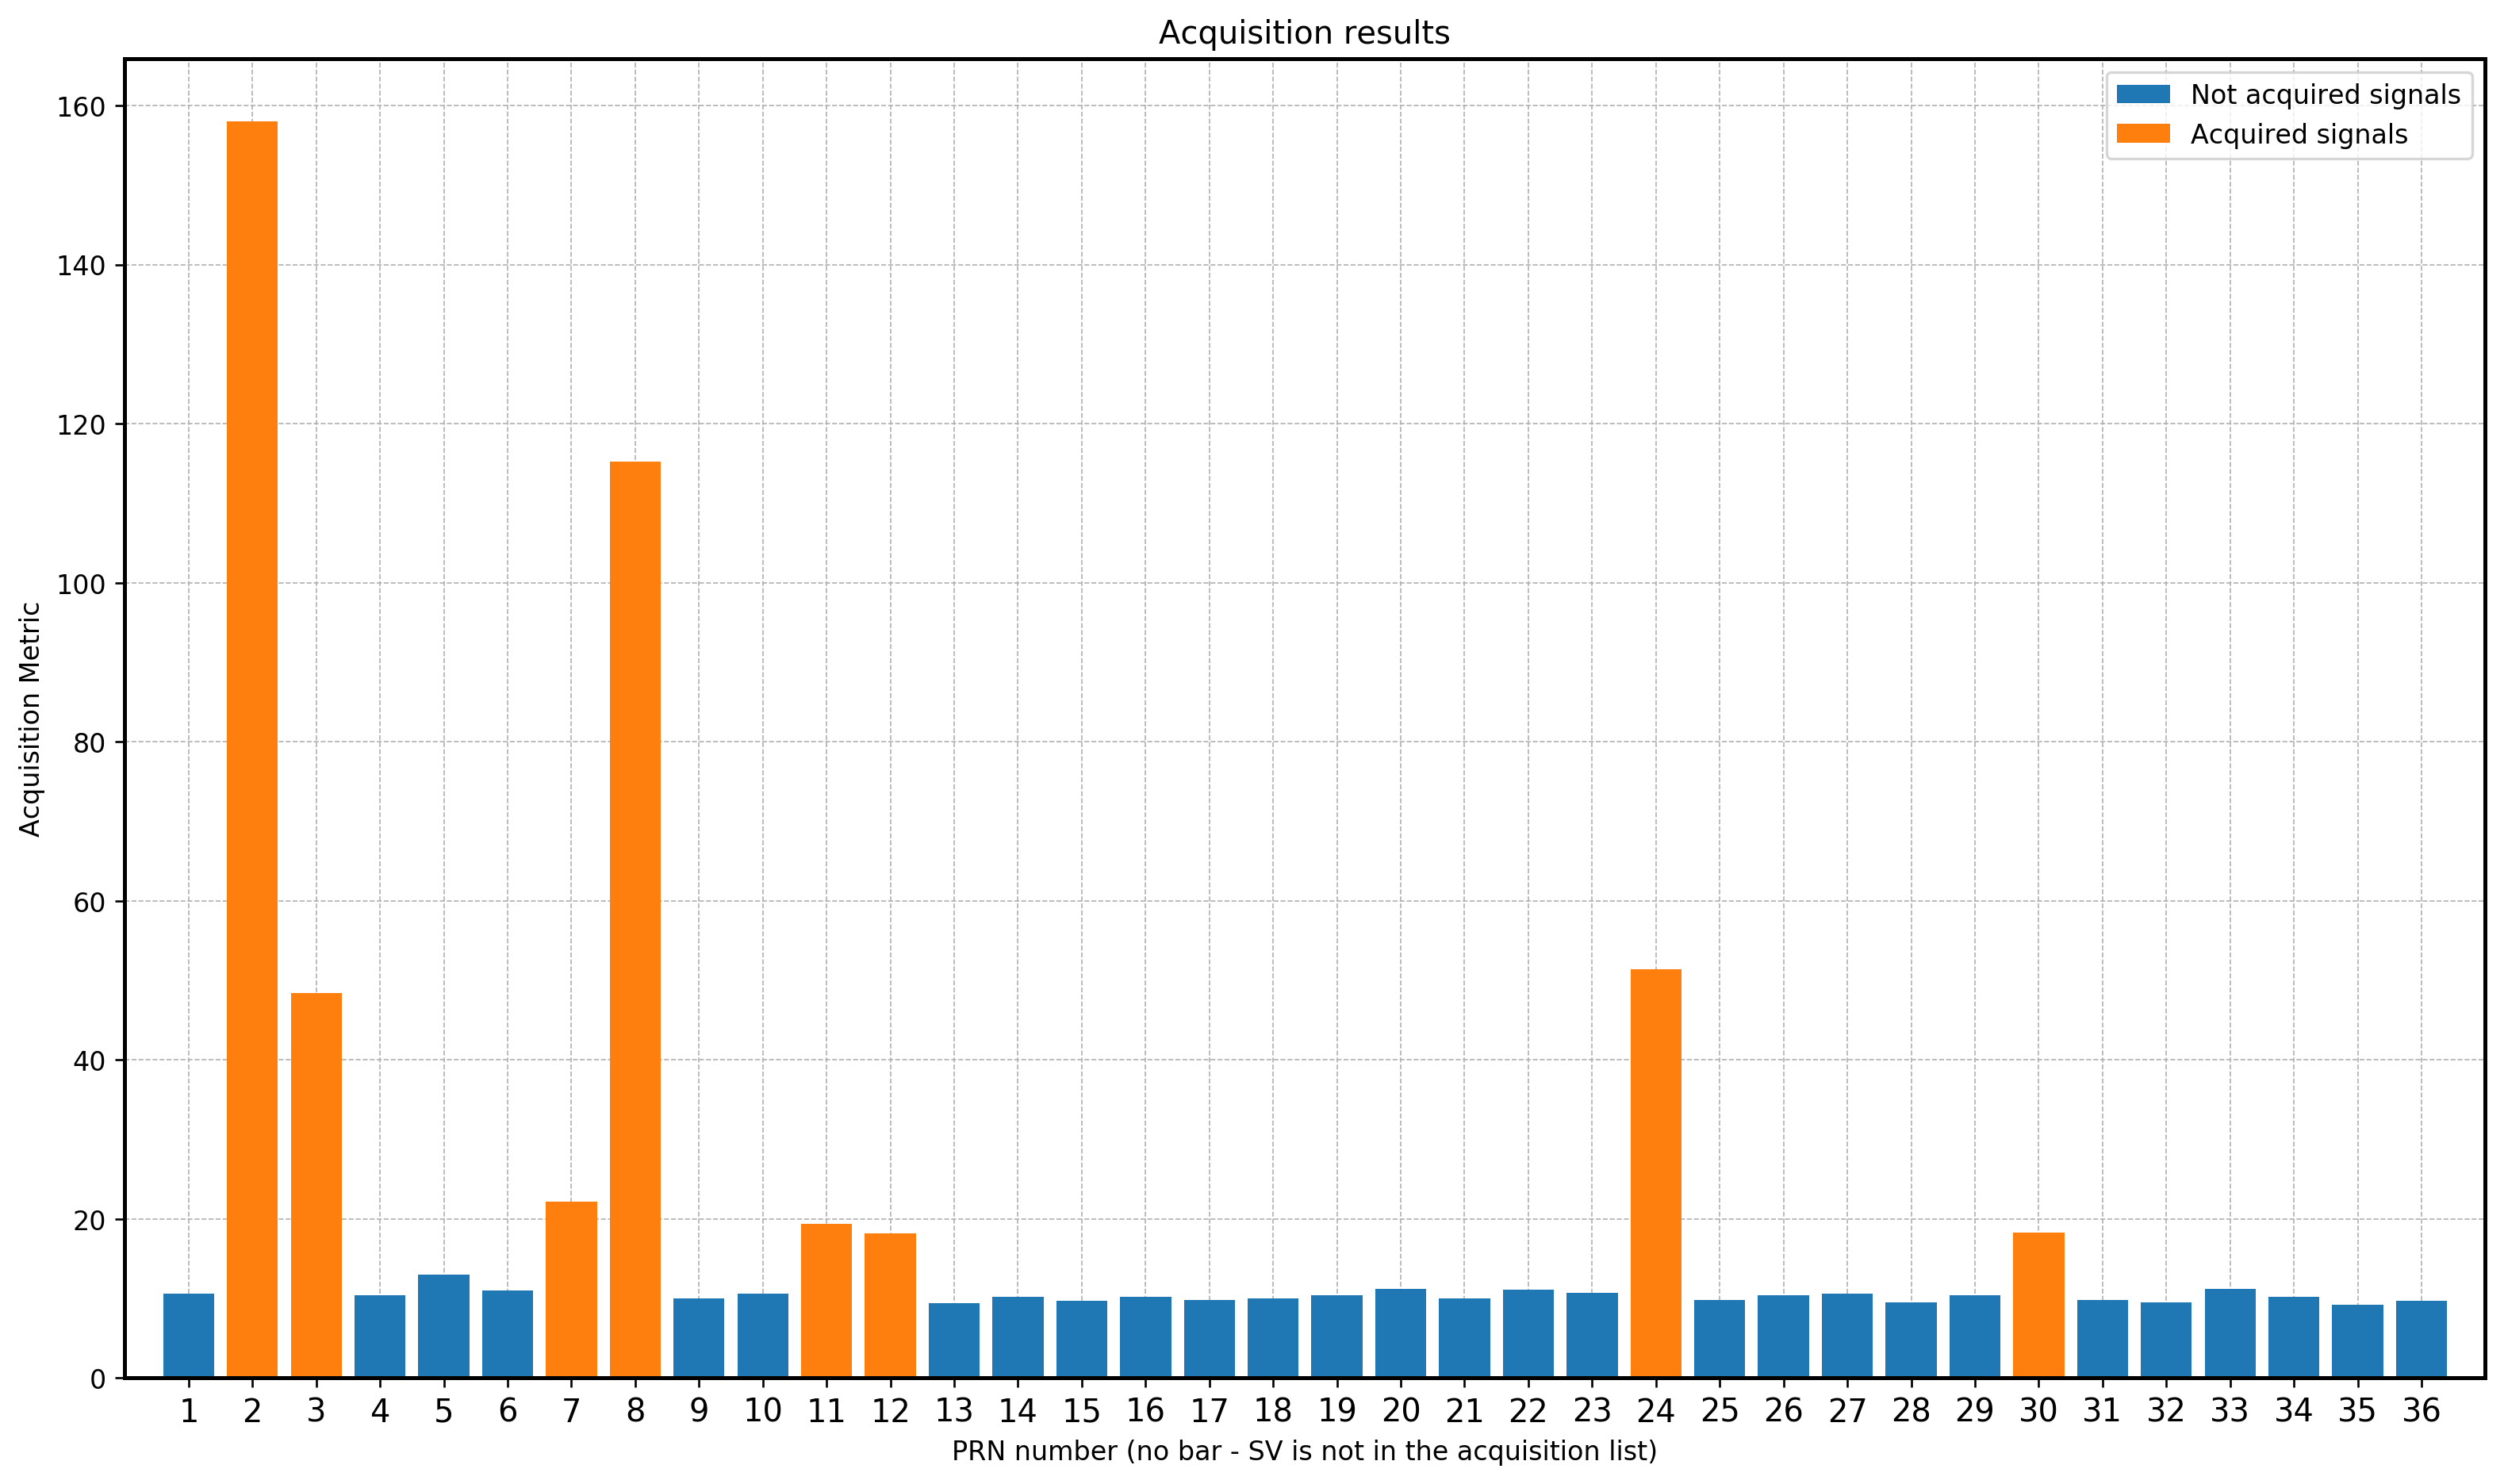 Acquisition results
Not acquired signals
Acquired signals
160
140
120
100
80
60
40
20
0
Acquisition Metric
1 2 3 4 5 6 7 8 9 10 11 12 13 14 15 16 17 18 19 20 21 22 23 24 25 26 27 28 29 30 31 32 33 34 35 36
PRN number (no bar - SV is not in the acquisition list)